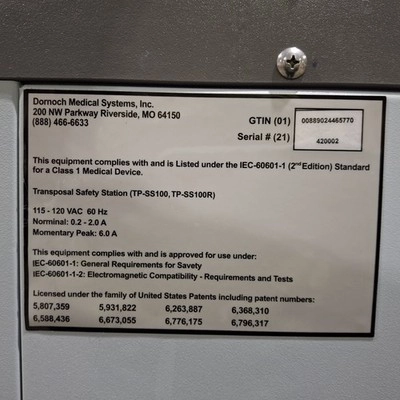 Dornoch Medical Systems, Inc.
200 NW Parkway Riverside, MO 64150
(888) 466-6633
GTIN (01) 00889024465770
Serial # (21) 420002
This equipment complies with and is Listed under the IEC-60601-1 (2nd Edition) Standard
for a Class 1 Medical Device.
Transposal Safety Station (TP-SS100, TP-SS100R)
115 - 120 VAC 60 Hz
Norminal: 0.2 - 2.0 A
Momentary Peak: 6.0 A
This equipment complies with and is approved for use under:
IEC-60601-1: General Requirements for Savety
IEC-60601-1-2: Electromagnetic Compatibility - Requirements and Tests
Licensed under the family of United States Patents including patent numbers:
5,807,359 5,931,822 6,263,887 6,368,310
6,588,436 6,673,055 6,776,175 6,796,317